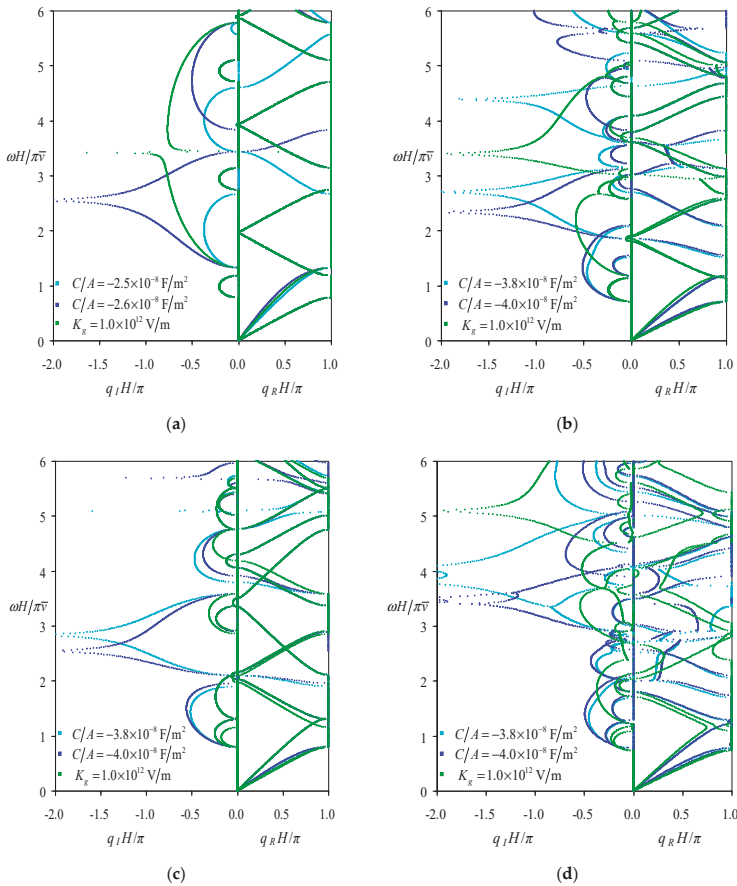 6
5
4
3
2
1
0
ωH/πv̄
C/A = −2.5×10⁻⁸ F/m²
C/A = −2.6×10⁻⁸ F/m²
K_g = 1.0×10¹² V/m
-2.0 -1.5 -1.0 -0.5 0.0 0.5 1.0
q_I H/π q_R H/π
(a)
6
5
4
3
2
1
0
ωH/πv̄
C/A = −3.8×10⁻⁸ F/m²
C/A = −4.0×10⁻⁸ F/m²
K_g = 1.0×10¹² V/m
-2.0 -1.5 -1.0 -0.5 0.0 0.5 1.0
q_I H/π q_R H/π
(b)
6
5
4
3
2
1
0
ωH/πv̄
C/A = −3.8×10⁻⁸ F/m²
C/A = −4.0×10⁻⁸ F/m²
K_g = 1.0×10¹² V/m
-2.0 -1.5 -1.0 -0.5 0.0 0.5 1.0
q_I H/π q_R H/π
(c)
6
5
4
3
2
1
0
ωH/πv̄
C/A = −3.8×10⁻⁸ F/m²
C/A = −4.0×10⁻⁸ F/m²
K_g = 1.0×10¹² V/m
-2.0 -1.5 -1.0 -0.5 0.0 0.5 1.0
q_I H/π q_R H/π
(d)